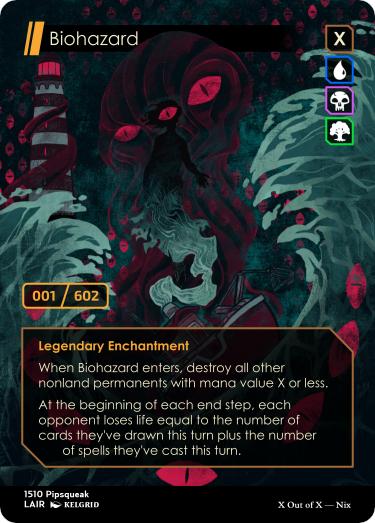 Biohazard
X
001 / 602
Legendary Enchantment
When Biohazard enters, destroy all other
nonland permanents with mana value X or less.
At the beginning of each end step, each
opponent loses life equal to the number of
cards they've drawn this turn plus the number
of spells they've cast this turn.
1510 Pipsqueak
LAIR KELGRID
X Out of X — Nix